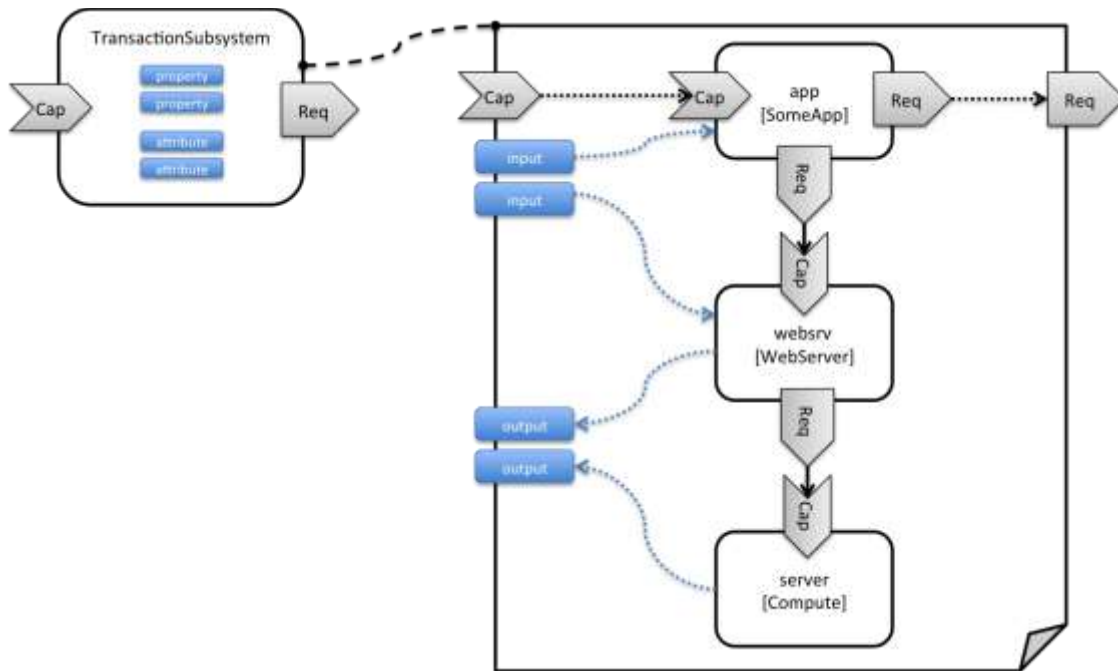 TransactionSubsystem
property
property
attribute
attribute
Cap
Req
Cap
Cap
app
[SomeApp]
Req
Req
input
input
Req
Cap
websrv
[WebServer]
Req
output
output
Cap
server
[Compute]